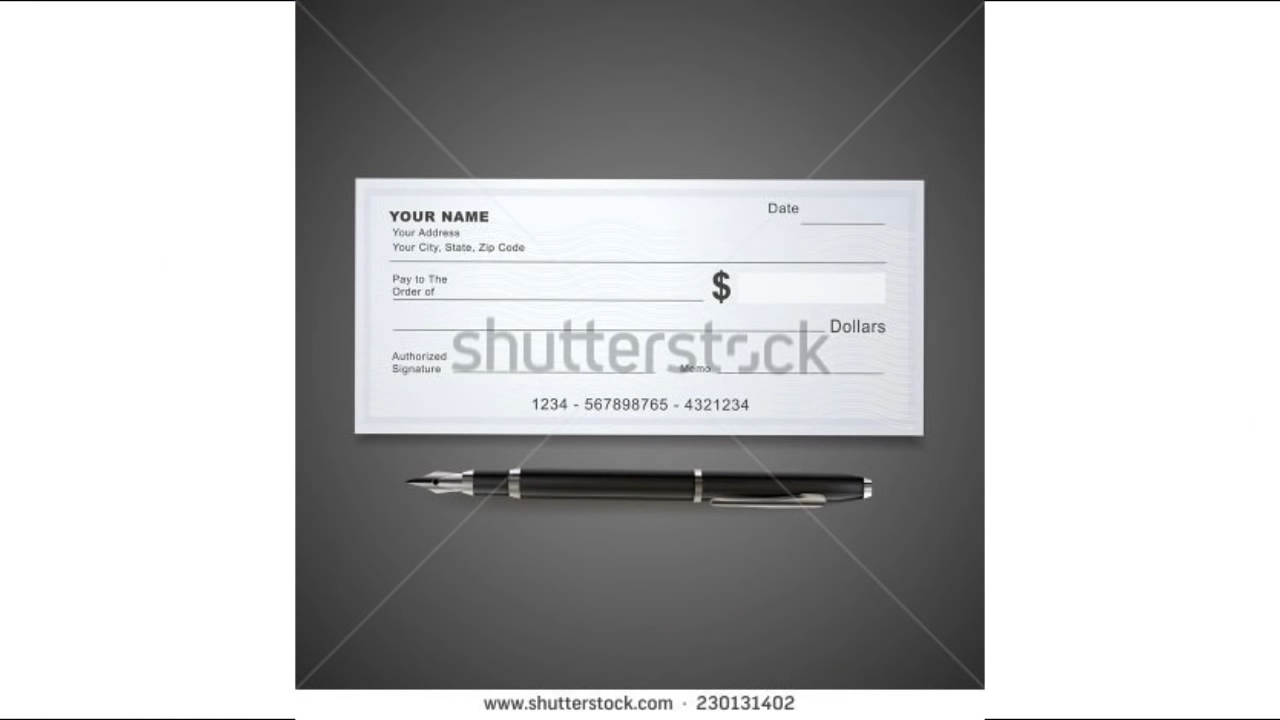 YOUR NAME
Date
Your Address
Your City, State, Zip Code
Pay to The
Order of
$
Dollars
shutterstock
Authorized
Signature
Memo
1234 - 567898765 - 4321234
www.shutterstock.com · 230131402